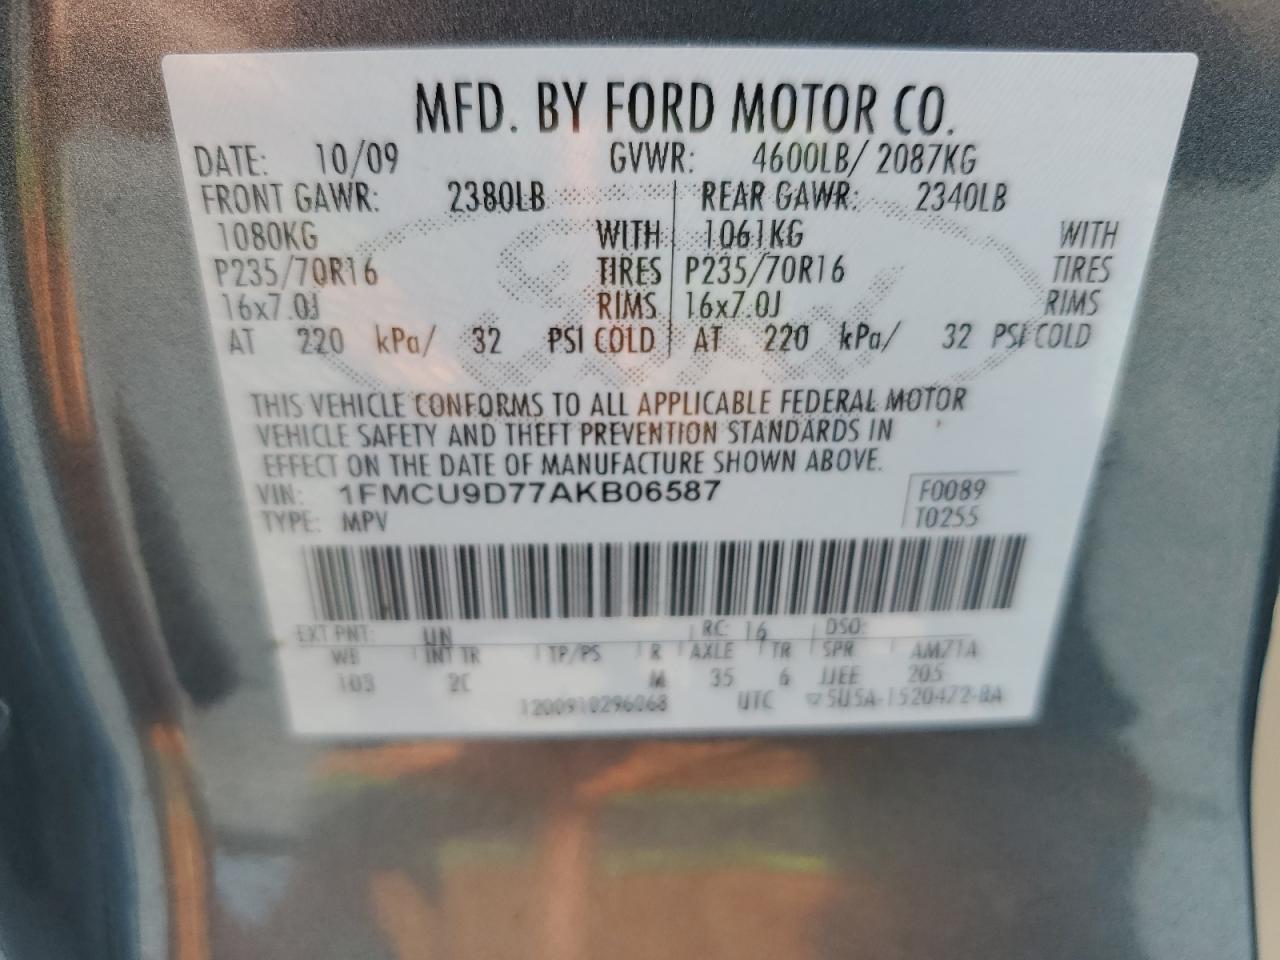 MFD. BY FORD MOTOR CO.
DATE: 10/09 GVWR: 4600LB/ 2087KG
FRONT GAWR: 2380LB REAR GAWR: 2340LB
1080KG WITH 1061KG WITH
P235/70R16 TIRES P235/70R16 TIRES
16x7.0J RIMS 16x7.0J RIMS
AT 220 kPa/ 32 PSI COLD AT 220 kPa/ 32 PSI COLD
THIS VEHICLE CONFORMS TO ALL APPLICABLE FEDERAL MOTOR
VEHICLE SAFETY AND THEFT PREVENTION STANDARDS IN
EFFECT ON THE DATE OF MANUFACTURE SHOWN ABOVE.
VIN: 1FMCU9D77AKB06587 F0089
TYPE: MPV T0255
EXT PNT: UN RC: 16 DSO:
WB INT TR TP/PS R AXLE TR SPR AM71A
103 2C M 35 6 JJEE 205
1200910296068 UTC ▽5U5A-1520472-BA